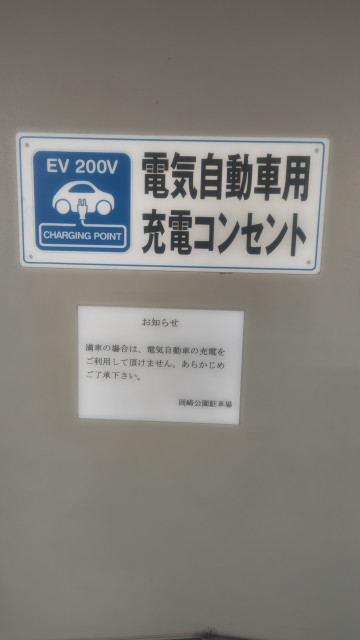 EV 200V
CHARGING POINT
電気自動車用
充電コンセント
お知らせ
満車の場合は、電気自動車の充電を
ご利用して頂けません。あらかじめ
ご了承下さい。
岡崎公園駐車場